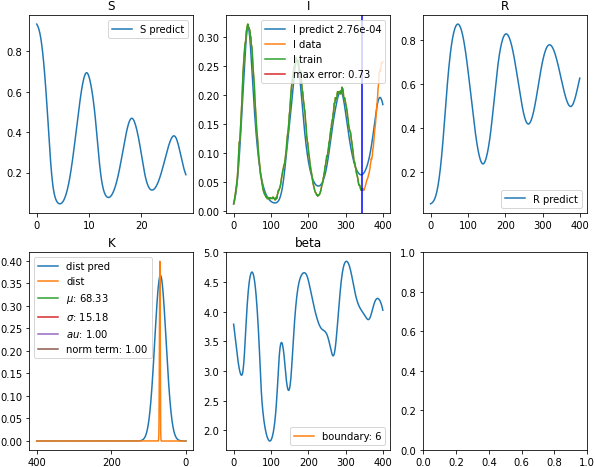 S
I
R
S predict
I predict 2.76e-04
I data
I train
max error: 0.73
R predict
0.8
0.6
0.4
0.2
0 10 20
0.30
0.25
0.20
0.15
0.10
0.05
0.00
0 100 200 300 400
0.8
0.6
0.4
0.2
0 100 200 300 400
K
beta
dist pred
dist
μ: 68.33
σ: 15.18
au: 1.00
norm term: 1.00
boundary: 6
0.40
0.35
0.30
0.25
0.20
0.15
0.10
0.05
0.00
400 200 0
5.0
4.5
4.0
3.5
3.0
2.5
2.0
0 100 200 300 400
1.0
0.8
0.6
0.4
0.2
0.0
0.0 0.2 0.4 0.6 0.8 1.0